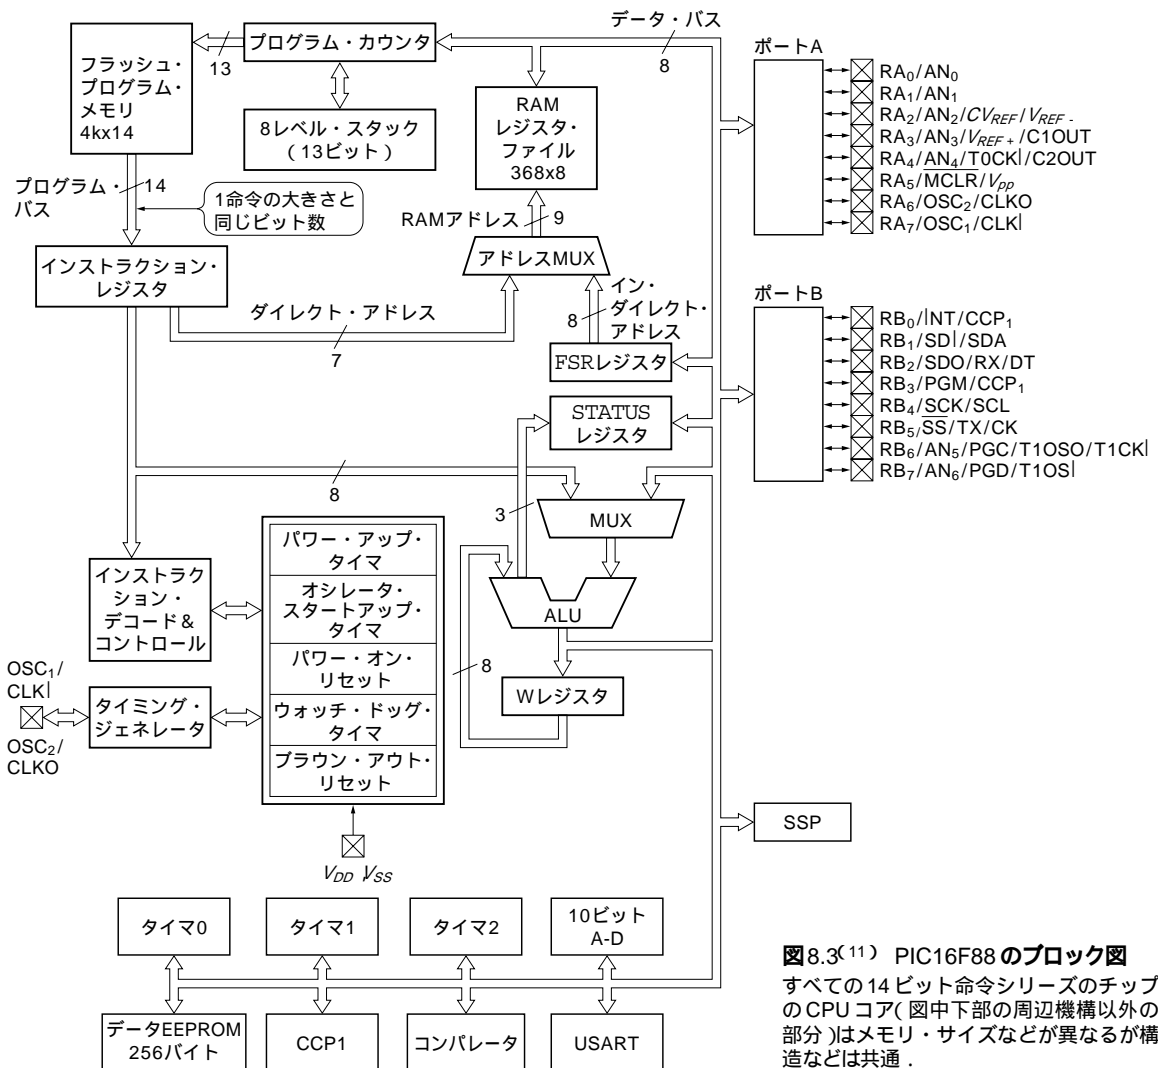 データ・バス
8
フラッシュ・
プログラム・
メモリ
4kx14
13
プログラム・カウンタ
8レベル・スタック
(13ビット)
RAM
レジスタ・
ファイル
368x8
プログラム・
バス
14
1命令の大きさと
同じビット数
RAMアドレス
9
アドレスMUX
インストラクション・
レジスタ
ダイレクト・アドレス
7
イン・
ダイレクト・
アドレス
8
FSRレジスタ
STATUS
レジスタ
8
3
MUX
ALU
8
Wレジスタ
インストラク
ション・
デコード&
コントロール
OSC1/
CLKI
OSC2/
CLKO
タイミング・
ジェネレータ
パワー・アップ・
タイマ
オシレータ・
スタートアップ・
タイマ
パワー・オン・
リセット
ウォッチ・ドッグ・
タイマ
ブラウン・アウト・
リセット
VDD VSS
ポートA
RA0/AN0
RA1/AN1
RA2/AN2/CVREF/VREF-
RA3/AN3/VREF+/C1OUT
RA4/AN4/T0CKI/C2OUT
RA5/MCLR/Vpp
RA6/OSC2/CLKO
RA7/OSC1/CLKI
ポートB
RB0/INT/CCP1
RB1/SDI/SDA
RB2/SDO/RX/DT
RB3/PGM/CCP1
RB4/SCK/SCL
RB5/SS/TX/CK
RB6/AN5/PGC/T1OSO/T1CKI
RB7/AN6/PGD/T1OSI
SSP
タイマ0
タイマ1
タイマ2
10ビット
A-D
データEEPROM
256バイト
CCP1
コンパレータ
USART
図8.3(11) PIC16F88のブロック図
すべての14ビット命令シリーズのチップ
のCPUコア(図中下部の周辺機構以外の
部分)はメモリ・サイズなどが異なるが構
造などは共通.